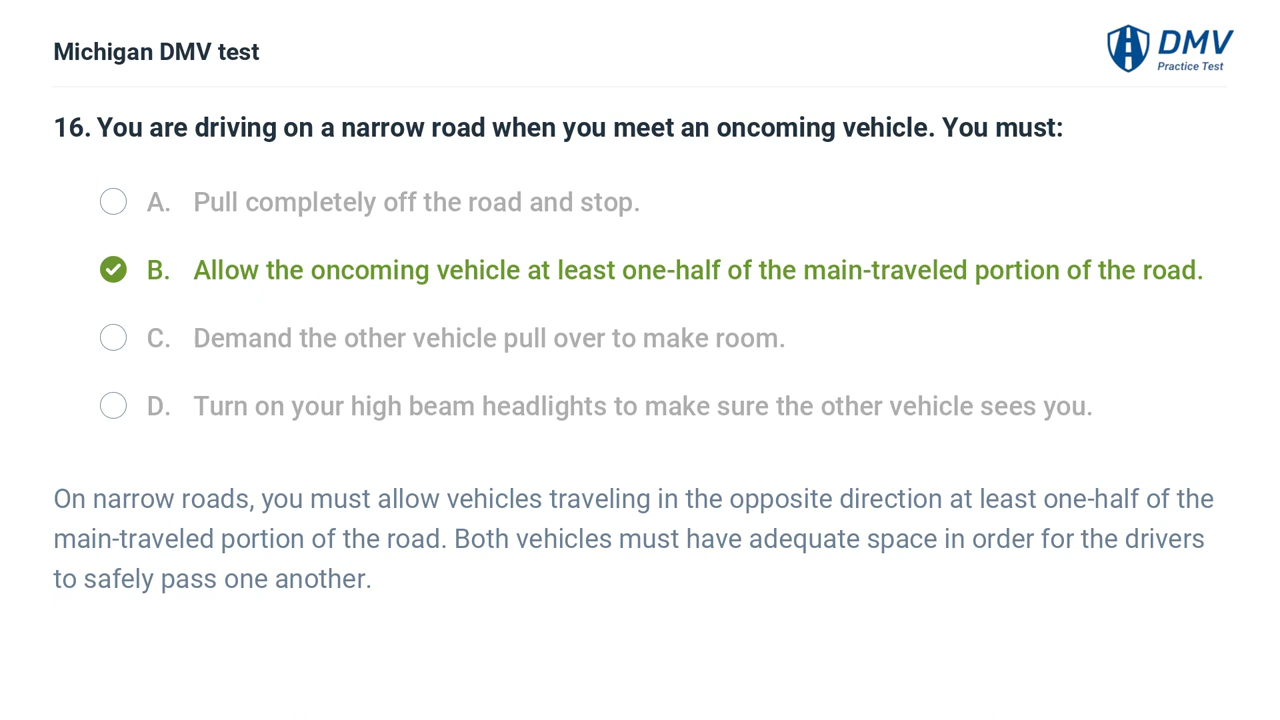 Michigan DMV test
DMV
Practice Test
16. You are driving on a narrow road when you meet an oncoming vehicle. You must:
A. Pull completely off the road and stop.
B. Allow the oncoming vehicle at least one-half of the main-traveled portion of the road.
C. Demand the other vehicle pull over to make room.
D. Turn on your high beam headlights to make sure the other vehicle sees you.
On narrow roads, you must allow vehicles traveling in the opposite direction at least one-half of the
main-traveled portion of the road. Both vehicles must have adequate space in order for the drivers
to safely pass one another.